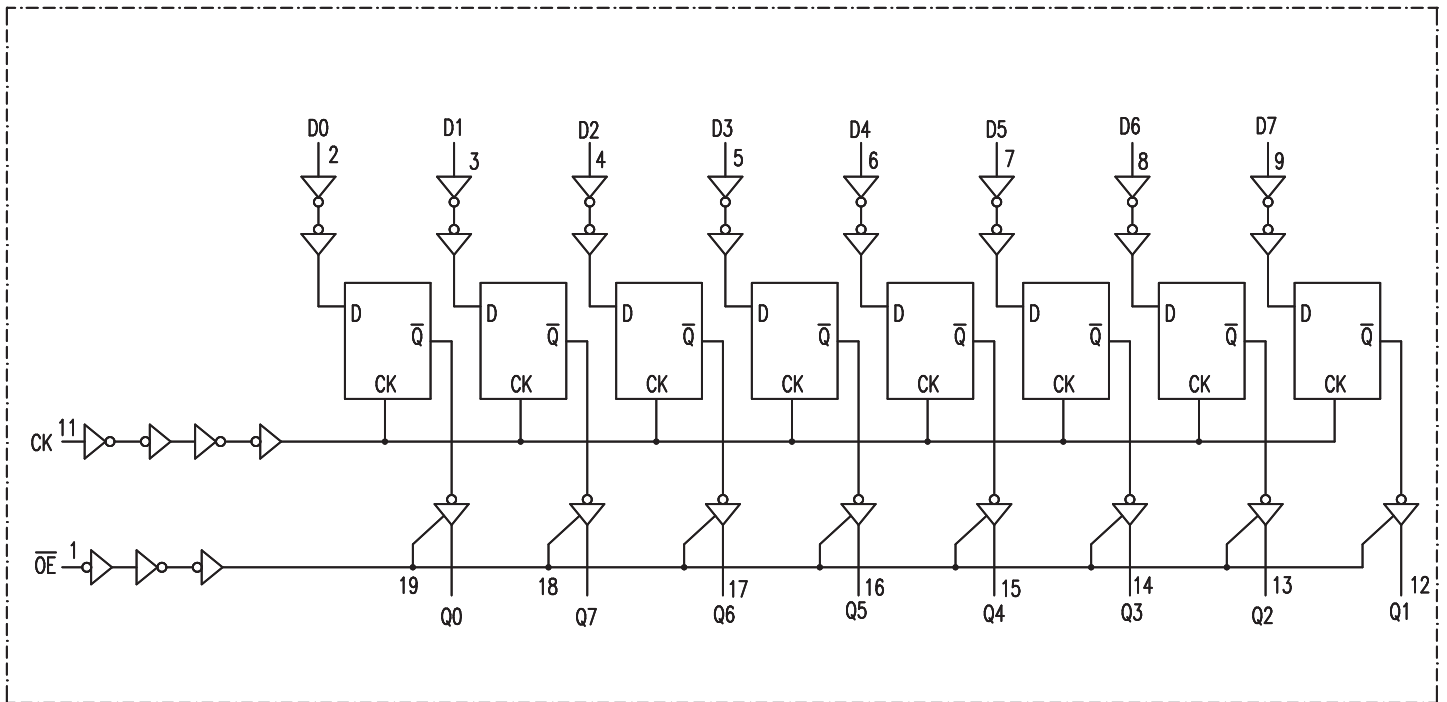 D0 D1 D2 D3 D4 D5 D6 D7
2 3 4 5 6 7 8 9
D D D D D D D D
Q̅ Q̅ Q̅ Q̅ Q̅ Q̅ Q̅ Q̅
CK CK CK CK CK CK CK CK
CK 11
O̅E̅ 1
19 18 17 16 15 14 13 12
Q0 Q7 Q6 Q5 Q4 Q3 Q2 Q1